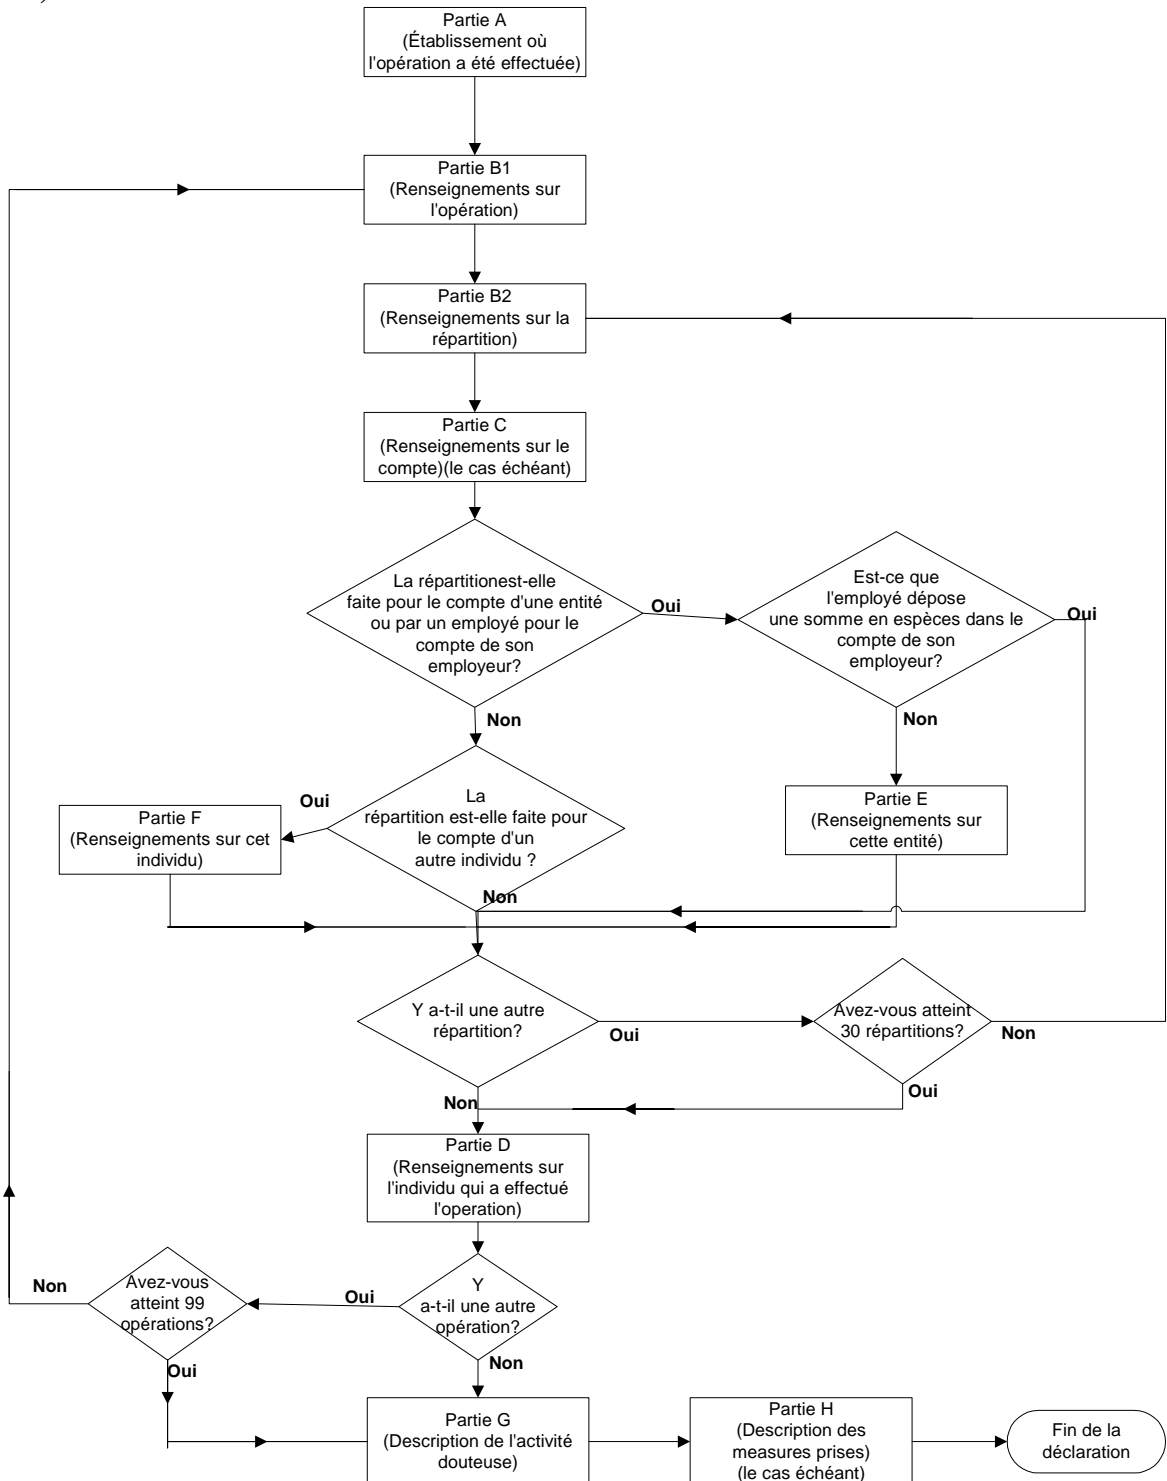 Partie A
(Établissement où
l'opération a été effectuée)
Partie B1
(Renseignements sur
l'opération)
Partie B2
(Renseignements sur la
répartition)
Partie C
(Renseignements sur le
compte)(le cas échéant)
La répartitionest-elle
faite pour le compte d'une entité
ou par un employé pour le
compte de son
employeur?
Oui
Est-ce que
l'employé dépose
une somme en espèces dans le
compte de son
employeur?
Oui
Non
Non
Partie E
(Renseignements sur
cette entité)
La
répartition est-elle faite pour
le compte d'un
autre individu ?
Oui
Partie F
(Renseignements sur cet
individu)
Non
Y a-t-il une autre
répartition?
Oui
Avez-vous atteint
30 répartitions?
Non
Oui
Non
Partie D
(Renseignements sur
l'individu qui a effectué
l'operation)
Y
a-t-il une autre
opération?
Oui
Avez-vous
atteint 99
opérations?
Non
Oui
Non
Partie G
(Description de l'activité
douteuse)
Partie H
(Description des
measures prises)
(le cas échéant)
Fin de la
déclaration